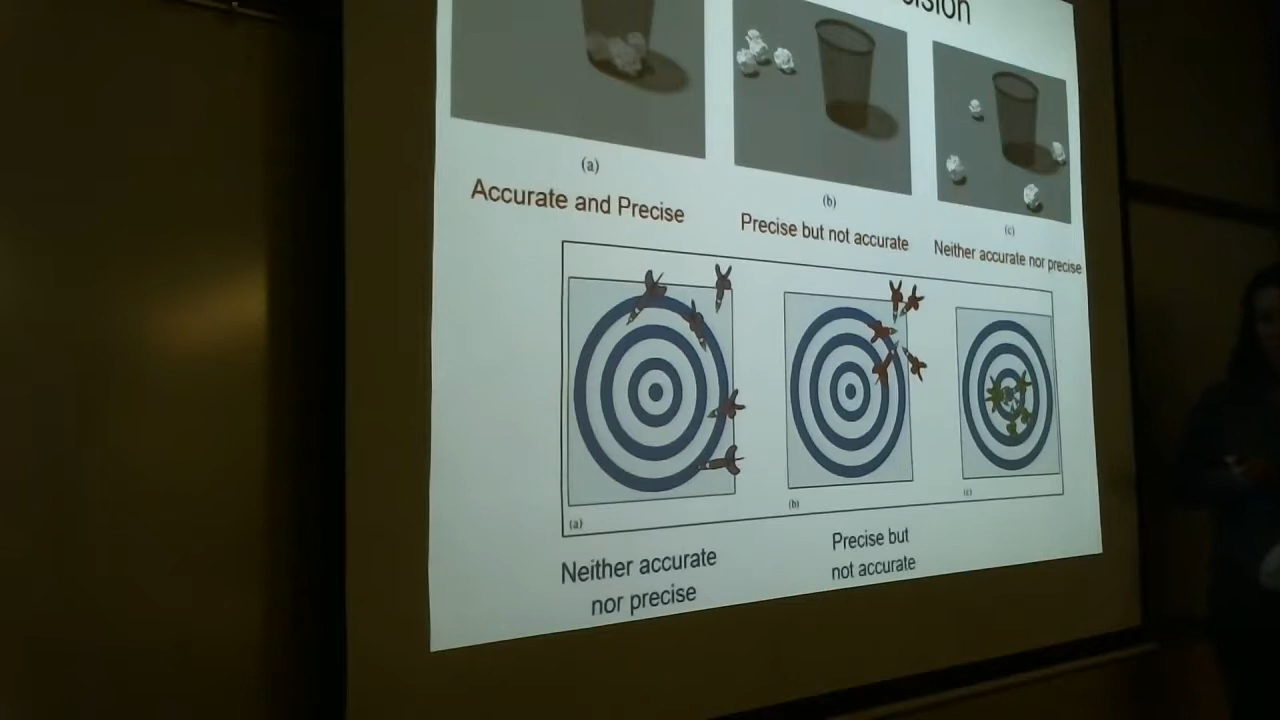 (a)
(b)
(c)
Accurate and Precise
Precise but not accurate
Neither accurate nor precise
(a)
(b)
(c)
Neither accurate
nor precise
Precise but
not accurate